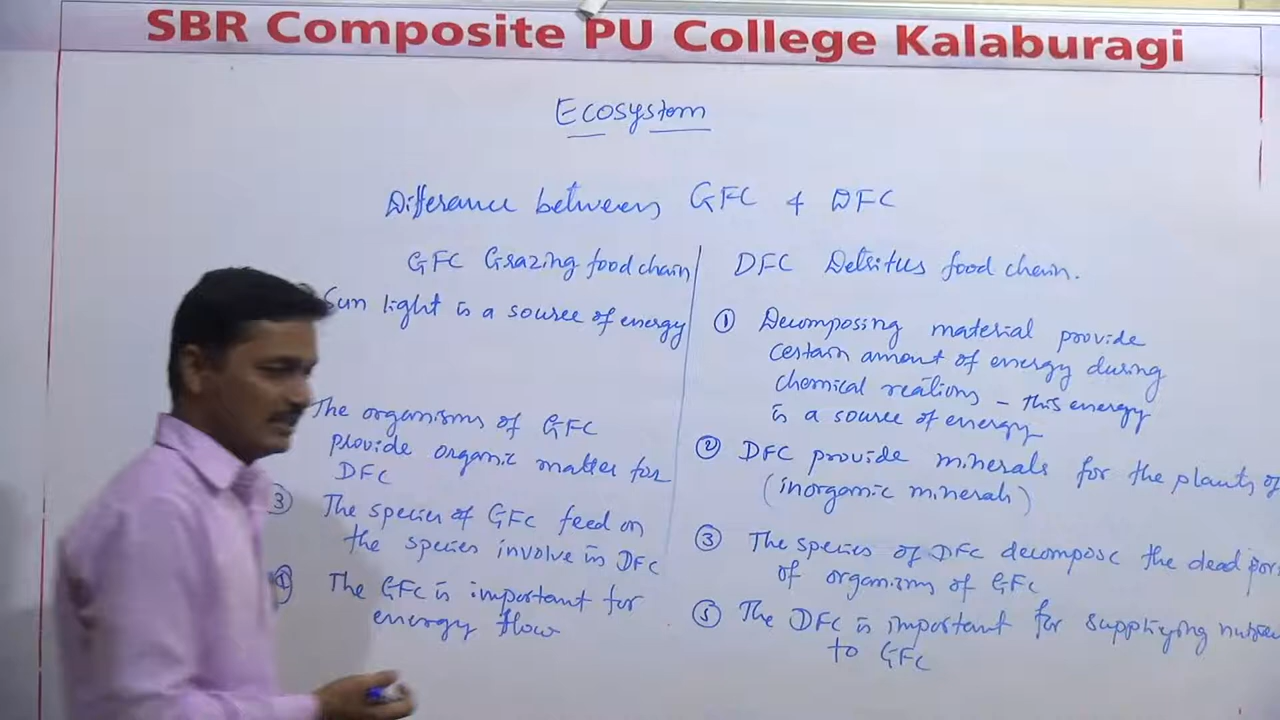 SBR Composite PU College Kalaburagi
Ecosystem
Difference between GFC & DFC
GFC Grazing food chain
Sun light is a source of energy
The organisms of GFC
provide organic matter for
DFC
③ The species of GFC feed on
the species involve in DFC
The GFC is important for
energy flow
DFC Detritus food chain.
① Decomposing material provide
certain amont of energy during
chemical reations - this energy
is a source of energy
② DFC provide minerals for the plants of
(inorganic minerals)
③ The species of DFC decompose the dead
of organisms of GFC
⑤ The DFC is important for suppliying
to GFC